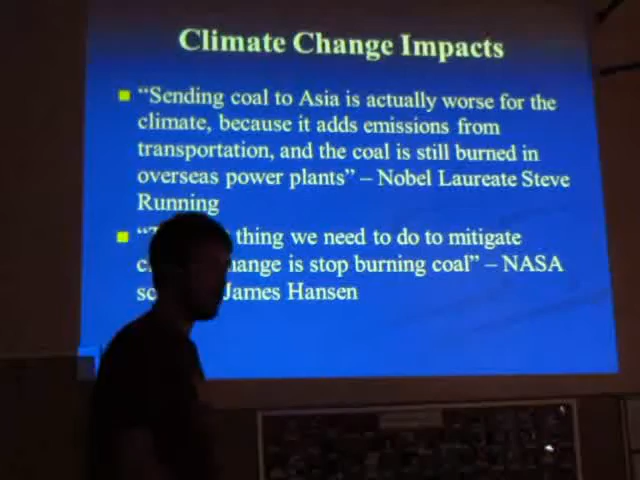 Climate Change Impacts
“Sending coal to Asia is actually worse for the
climate, because it adds emissions from
transportation, and the coal is still burned in
overseas power plants” – Nobel Laureate Steve
Running
thing we need to do to mitigate
is stop burning coal” – NASA
James Hansen